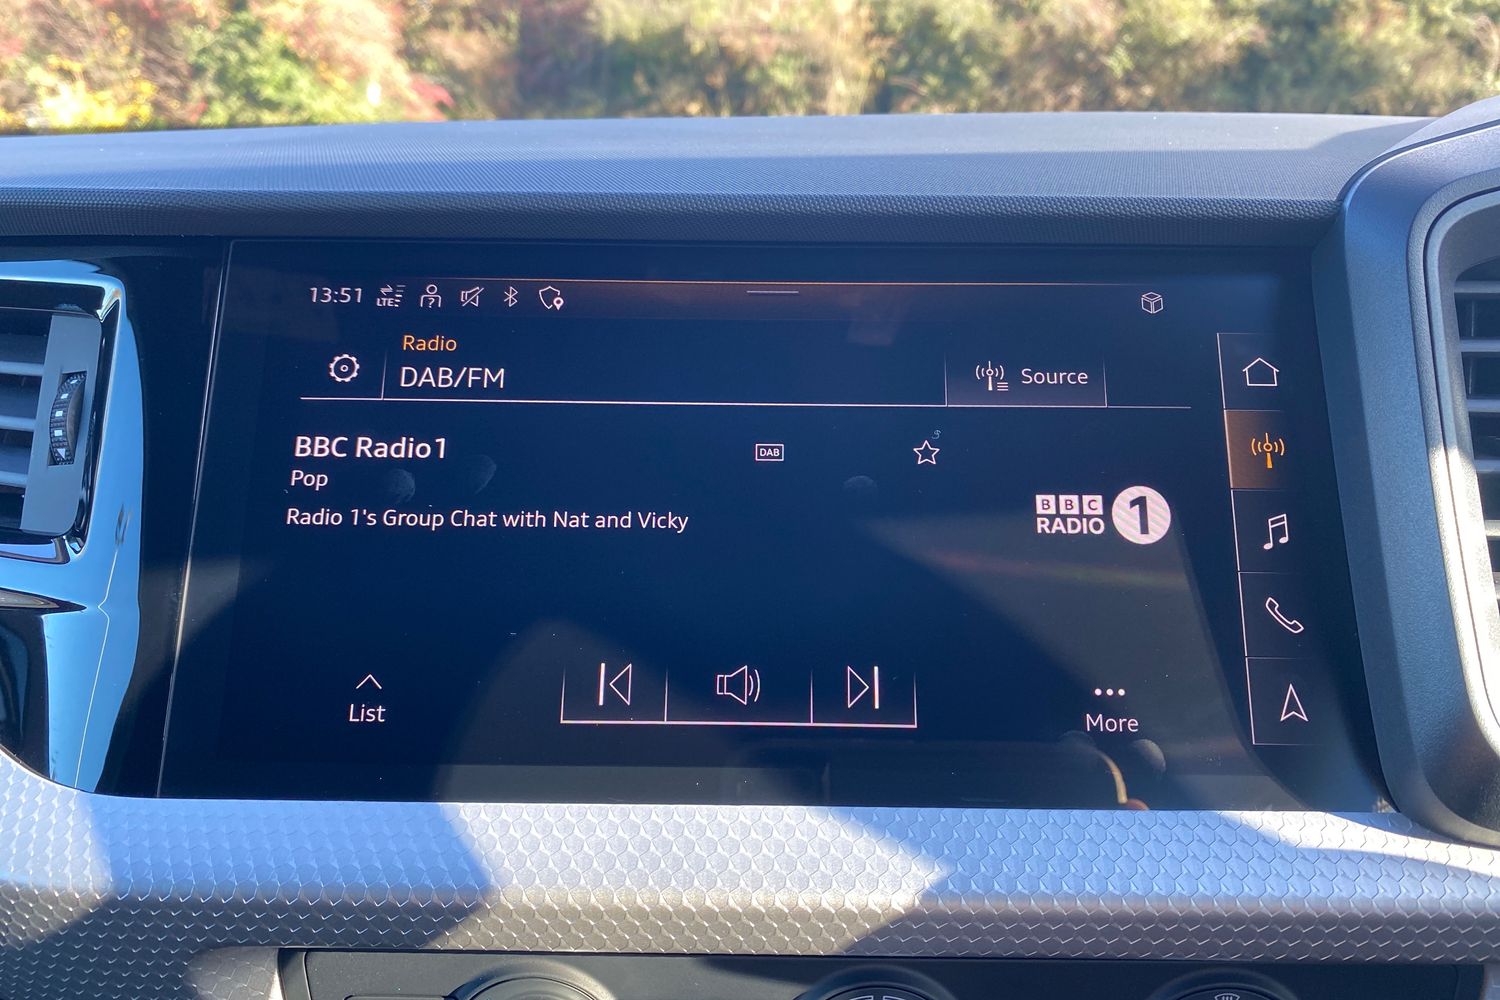 13:51 LTE
Radio
DAB/FM
Source
BBC Radio1
DAB
5
Pop
Radio 1's Group Chat with Nat and Vicky
BBC
RADIO 1
List
More